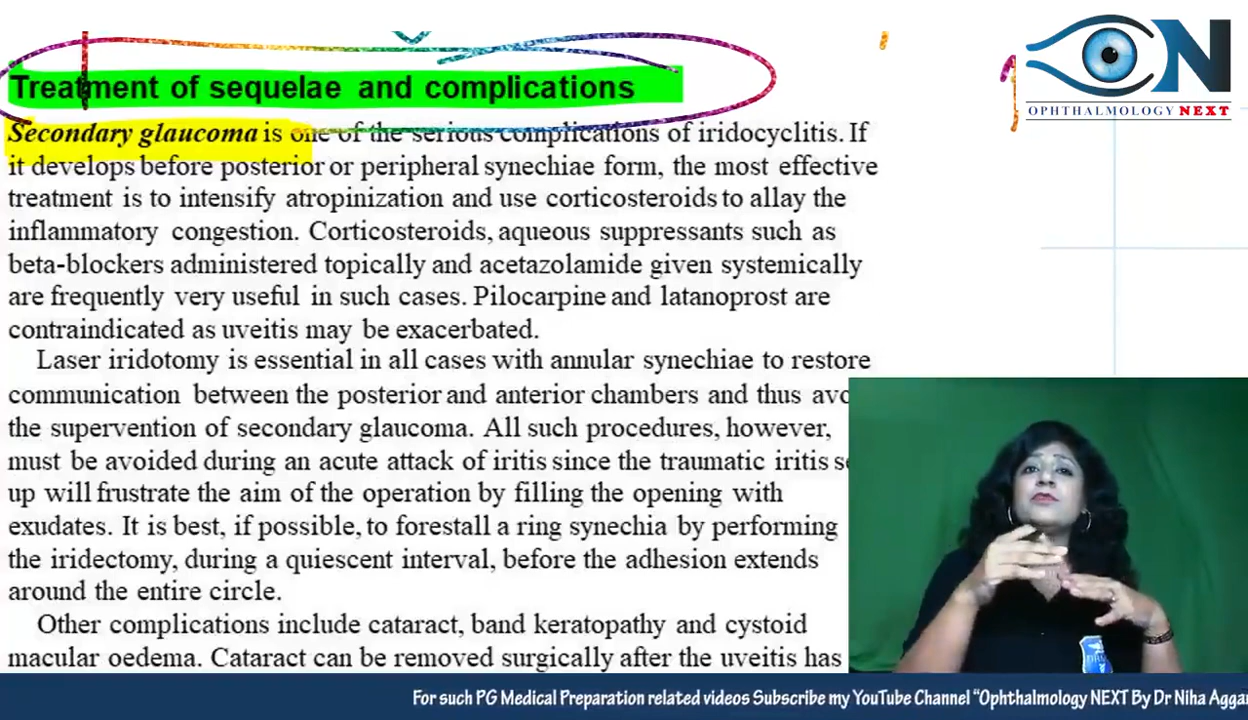 Treatment of sequelae and complications
Secondary glaucoma is one of the serious complications of iridocyclitis. If
it develops before posterior or peripheral synechiae form, the most effective
treatment is to intensify atropinization and use corticosteroids to allay the
inflammatory congestion. Corticosteroids, aqueous suppressants such as
beta-blockers administered topically and acetazolamide given systemically
are frequently very useful in such cases. Pilocarpine and latanoprost are
contraindicated as uveitis may be exacerbated.
Laser iridotomy is essential in all cases with annular synechiae to restore
communication between the posterior and anterior chambers and thus avo
the supervention of secondary glaucoma. All such procedures, however,
must be avoided during an acute attack of iritis since the traumatic iritis se
up will frustrate the aim of the operation by filling the opening with
exudates. It is best, if possible, to forestall a ring synechia by performing
the iridectomy, during a quiescent interval, before the adhesion extends
around the entire circle.
Other complications include cataract, band keratopathy and cystoid
macular oedema. Cataract can be removed surgically after the uveitis has
ON
OPHTHALMOLOGY NEXT
For such PG Medical Preparation related videos Subscribe my YouTube Channel "Ophthalmology NEXT By Dr Niha Aggar